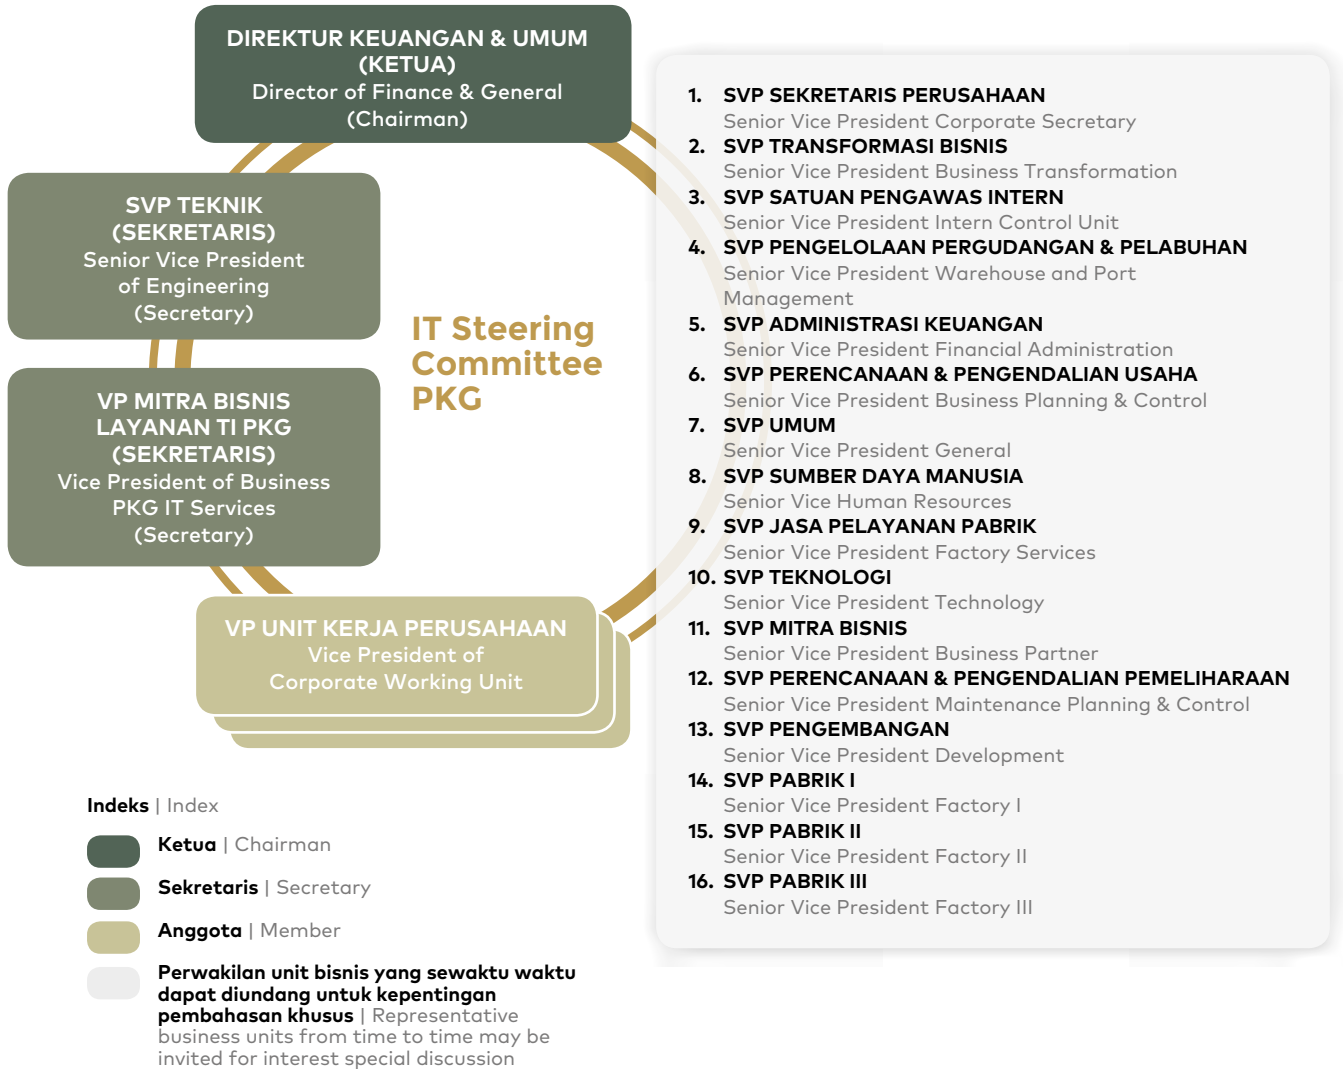 DIREKTUR KEUANGAN & UMUM
(KETUA)
Director of Finance & General
(Chairman)
SVP TEKNIK
(SEKRETARIS)
Senior Vice President
of Engineering
(Secretary)
VP MITRA BISNIS
LAYANAN TI PKG
(SEKRETARIS)
Vice President of Business
PKG IT Services
(Secretary)
IT Steering
Committee
PKG
VP UNIT KERJA PERUSAHAAN
Vice President of
Corporate Working Unit
1. SVP SEKRETARIS PERUSAHAAN
Senior Vice President Corporate Secretary
2. SVP TRANSFORMASI BISNIS
Senior Vice President Business Transformation
3. SVP SATUAN PENGAWAS INTERN
Senior Vice President Intern Control Unit
4. SVP PENGELOLAAN PERGUDANGAN & PELABUHAN
Senior Vice President Warehouse and Port
Management
5. SVP ADMINISTRASI KEUANGAN
Senior Vice President Financial Administration
6. SVP PERENCANAAN & PENGENDALIAN USAHA
Senior Vice President Business Planning & Control
7. SVP UMUM
Senior Vice President General
8. SVP SUMBER DAYA MANUSIA
Senior Vice Human Resources
9. SVP JASA PELAYANAN PABRIK
Senior Vice President Factory Services
10. SVP TEKNOLOGI
Senior Vice President Technology
11. SVP MITRA BISNIS
Senior Vice President Business Partner
12. SVP PERENCANAAN & PENGENDALIAN PEMELIHARAAN
Senior Vice President Maintenance Planning & Control
13. SVP PENGEMBANGAN
Senior Vice President Development
14. SVP PABRIK I
Senior Vice President Factory I
15. SVP PABRIK II
Senior Vice President Factory II
16. SVP PABRIK III
Senior Vice President Factory III
Indeks | Index
Ketua | Chairman
Sekretaris | Secretary
Anggota | Member
Perwakilan unit bisnis yang sewaktu waktu
dapat diundang untuk kepentingan
pembahasan khusus | Representative
business units from time to time may be
invited for interest special discussion